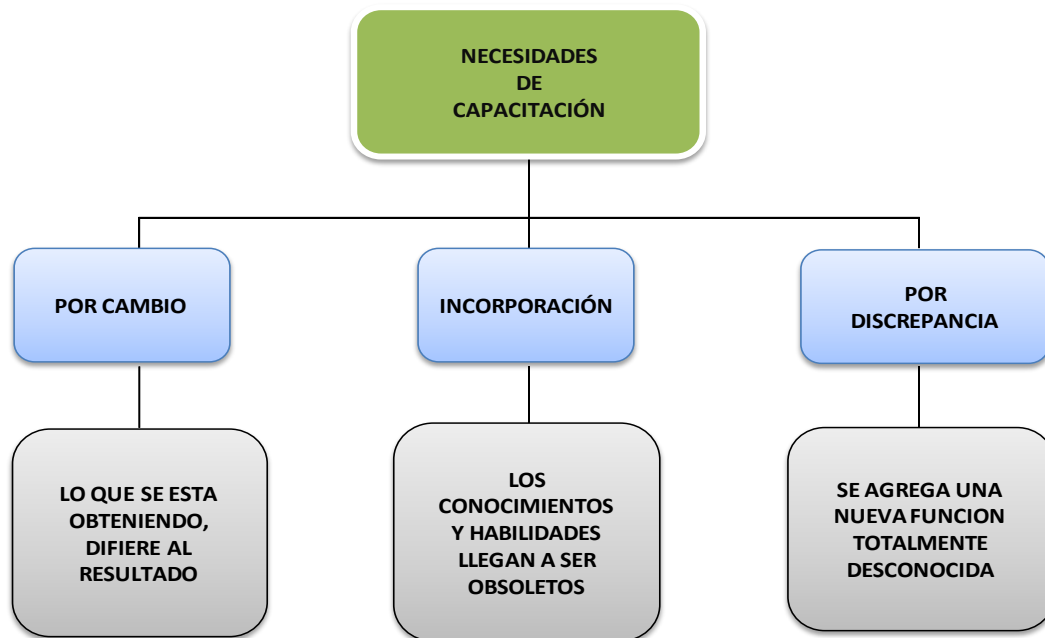 NECESIDADES
DE
CAPACITACIÓN
POR CAMBIO
INCORPORACIÓN
POR
DISCREPANCIA
LO QUE SE ESTA
OBTENIENDO,
DIFIERE AL
RESULTADO
LOS
CONOCIMIENTOS
Y HABILIDADES
LLEGAN A SER
OBSOLETOS
SE AGREGA UNA
NUEVA FUNCION
TOTALMENTE
DESCONOCIDA